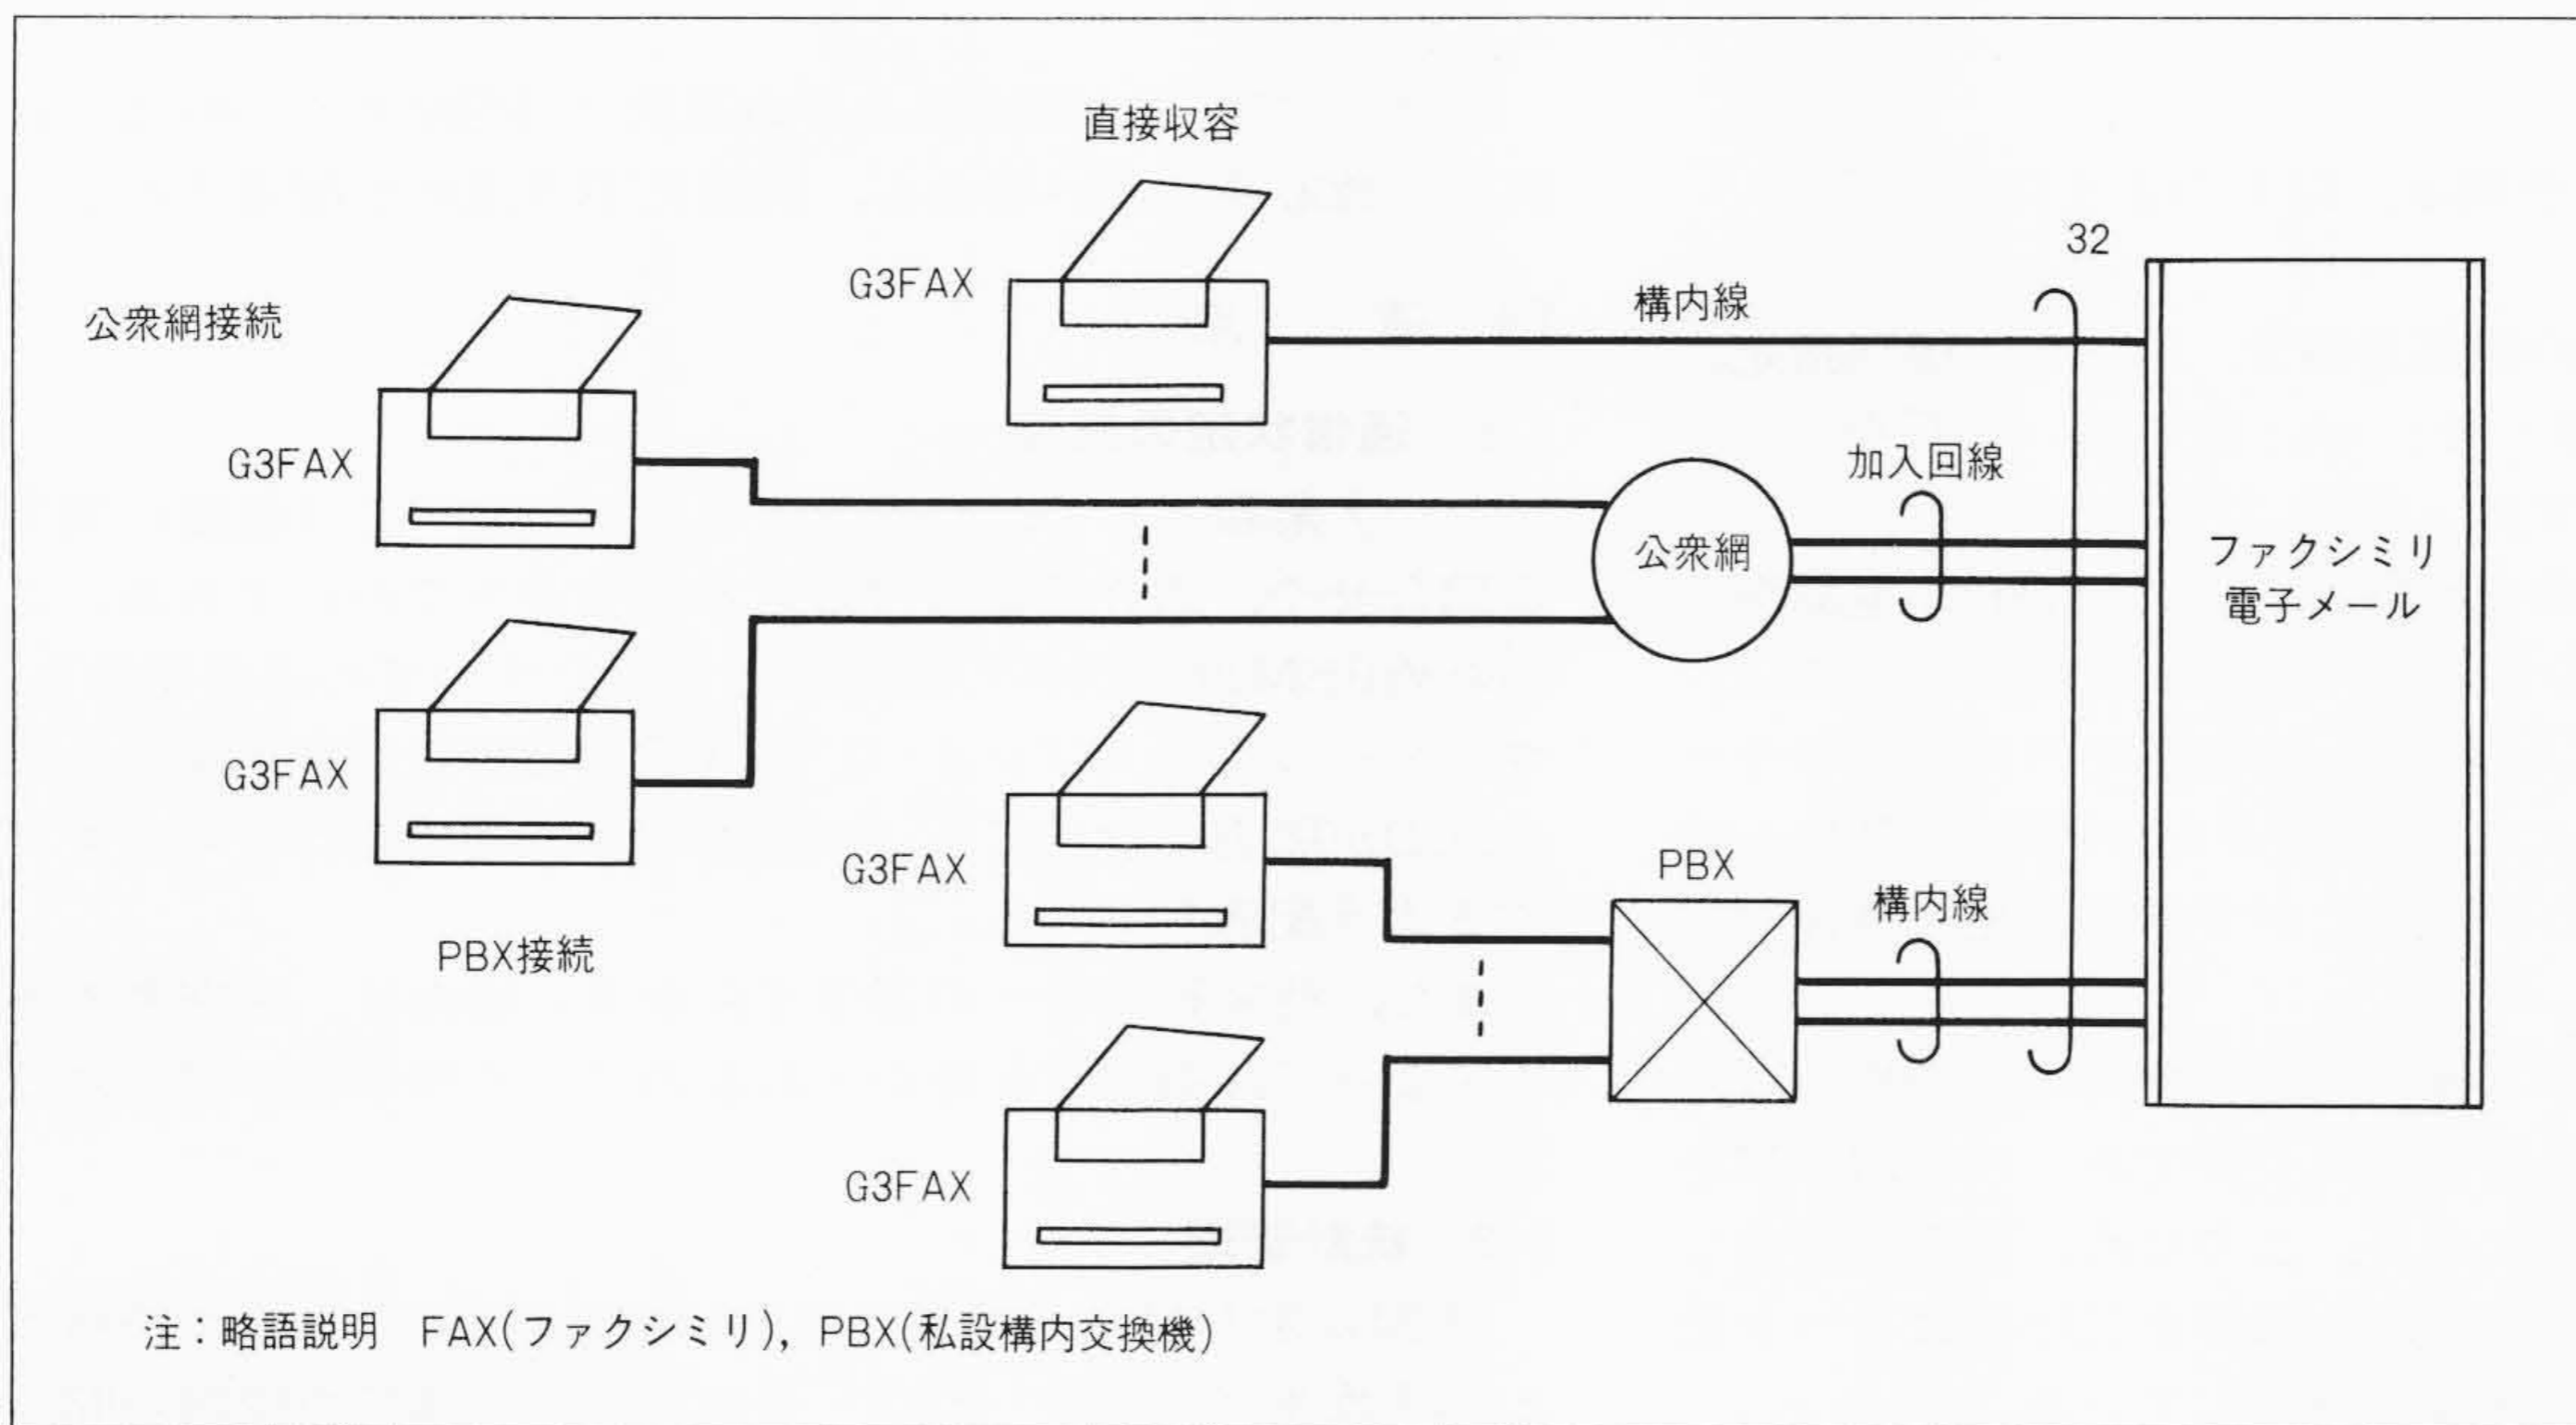 直接収容
32
G3FAX
構内線
公衆網接続
G3FAX
加入回線
公衆網
ファクシミリ
電子メール
G3FAX
G3FAX
PBX
構内線
PBX接続
G3FAX
注：略語説明　FAX(ファクシミリ), PBX(私設構内交換機)